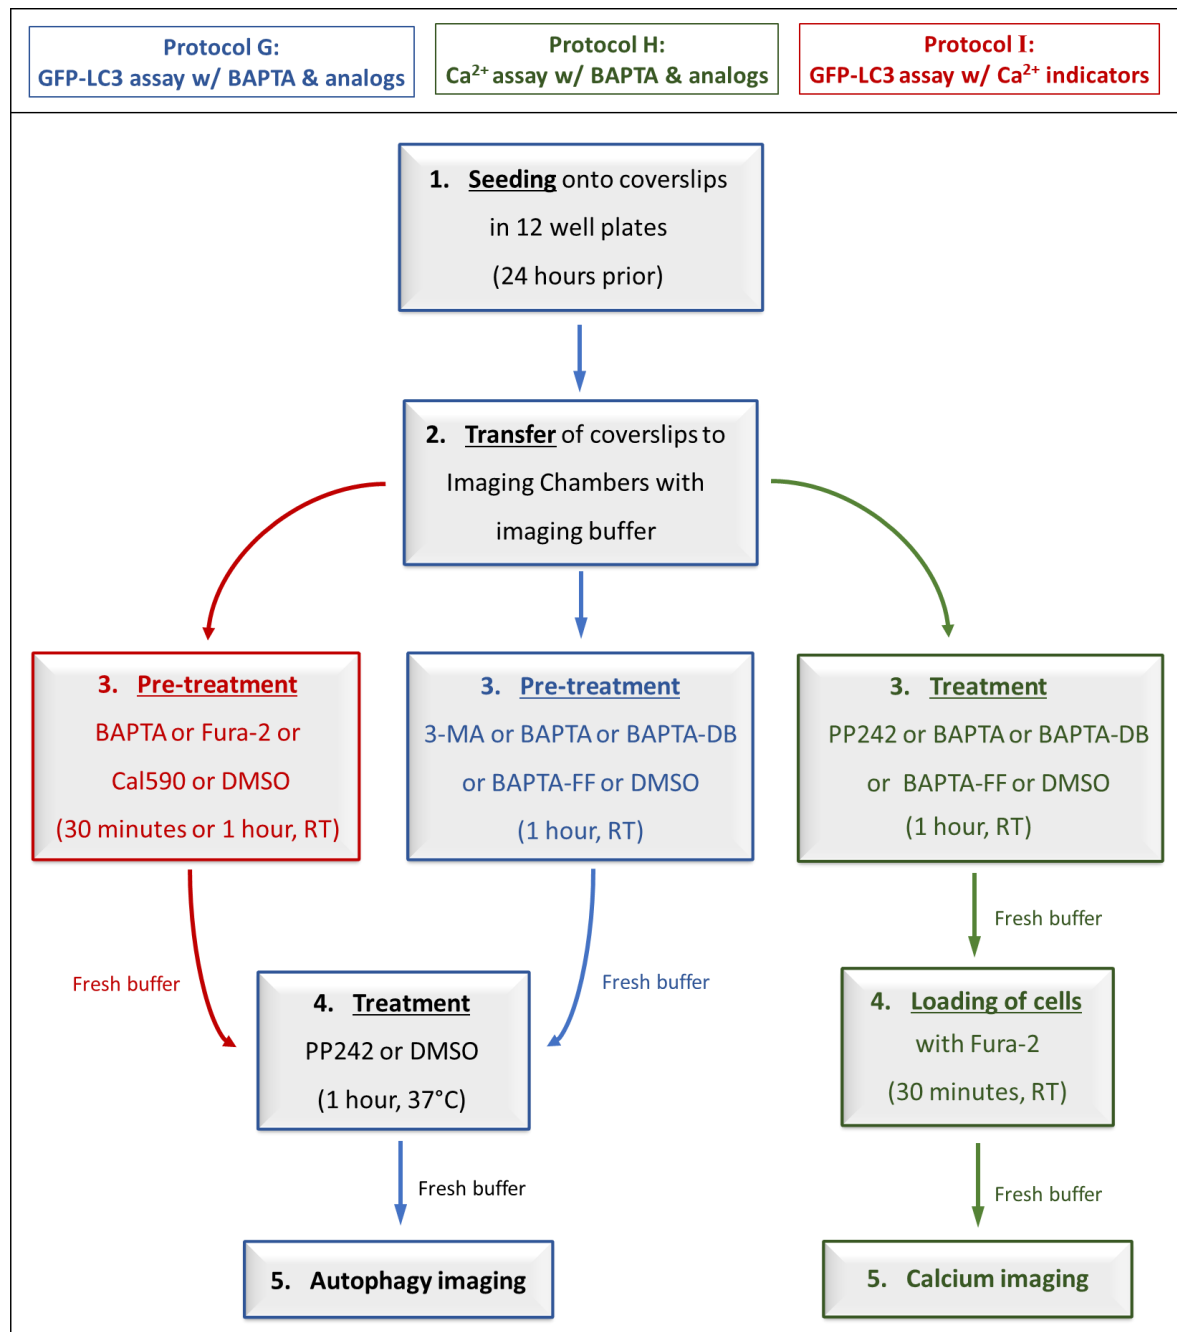 Protocol G:
GFP-LC3 assay w/ BAPTA & analogs
Protocol H:
Ca²⁺ assay w/ BAPTA & analogs
Protocol I:
GFP-LC3 assay w/ Ca²⁺ indicators
1. Seeding onto coverslips
in 12 well plates
(24 hours prior)
2. Transfer of coverslips to
Imaging Chambers with
imaging buffer
3. Pre-treatment
BAPTA or Fura-2 or
Cal590 or DMSO
(30 minutes or 1 hour, RT)
3. Pre-treatment
3-MA or BAPTA or BAPTA-DB
or BAPTA-FF or DMSO
(1 hour, RT)
3. Treatment
PP242 or BAPTA or BAPTA-DB
or BAPTA-FF or DMSO
(1 hour, RT)
Fresh buffer
Fresh buffer
Fresh buffer
4. Treatment
PP242 or DMSO
(1 hour, 37°C)
4. Loading of cells
with Fura-2
(30 minutes, RT)
Fresh buffer
Fresh buffer
5. Autophagy imaging
5. Calcium imaging